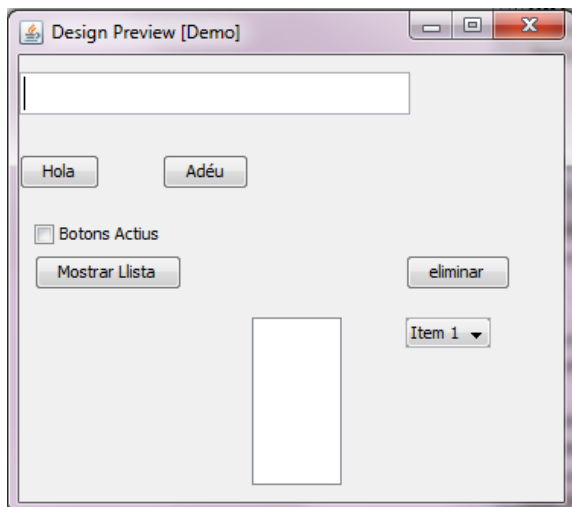 Design Preview [Demo]
Hola Adéu
Botons Actius
Mostrar Llista eliminar
Item 1